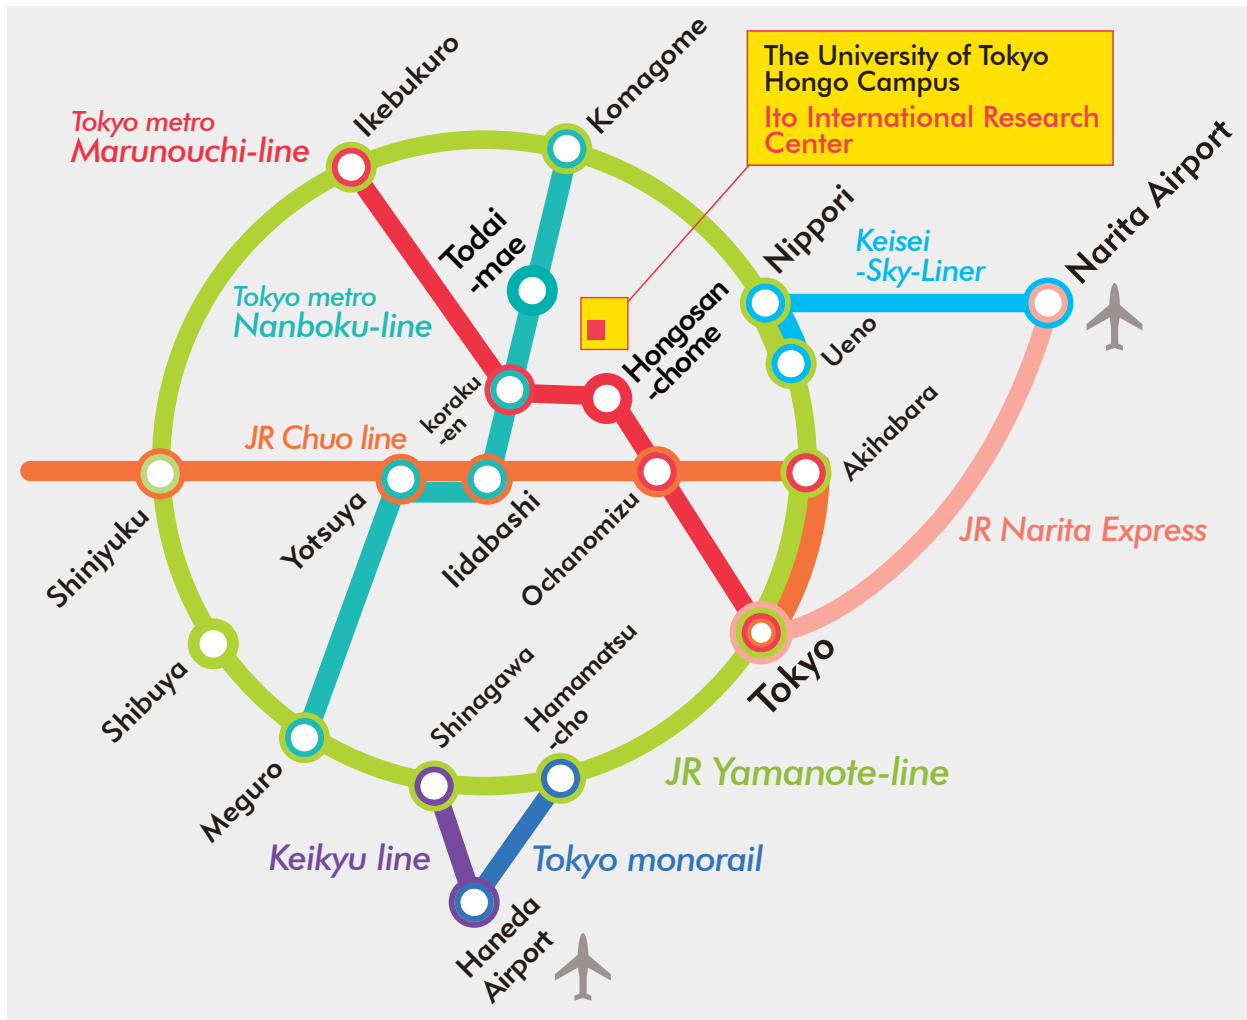 Ikebukuro
Komagome
The University of Tokyo
Hongo Campus
Ito International Research
Center
Tokyo metro
Marunouchi-line
Narita Airport
Todai
-mae
Nippori
Keisei
-Sky-Liner
Tokyo metro
Nanboku-line
Hongosan
-chome
Ueno
koraku
-en
JR Chuo line
Akihabara
Shinjyuku
Yotsuya
Iidabashi
Ochanomizu
JR Narita Express
Shibuya
Shinagawa
Hamamatsu
-cho
Tokyo
Meguro
JR Yamanote-line
Keikyu line
Tokyo monorail
Haneda
Airport